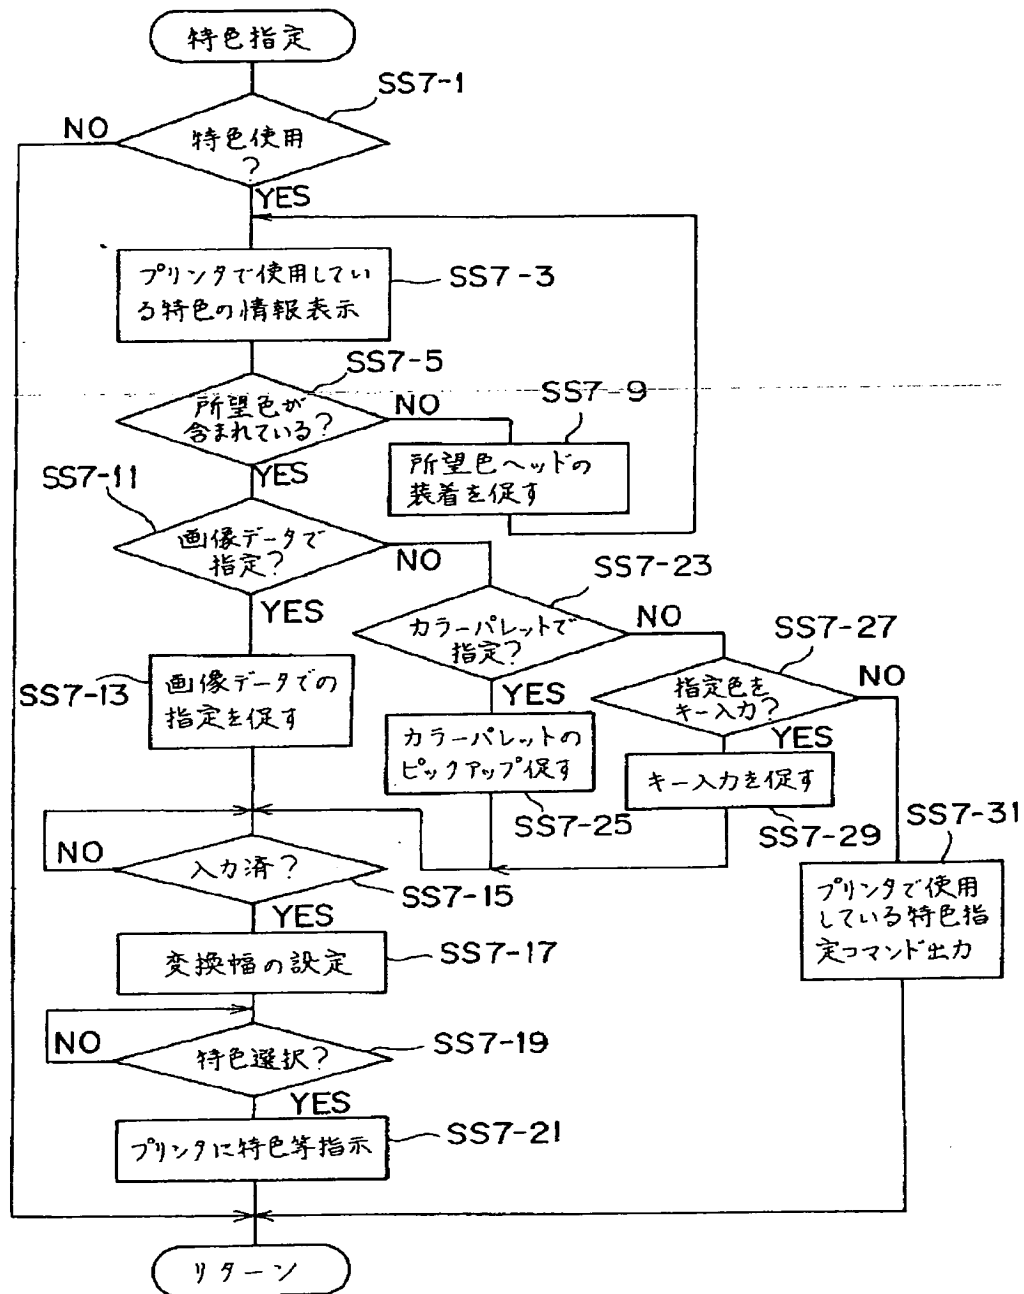 特色指定
SS7-1
NO
特色使用
?
YES
プリンタで使用してい
る特色の情報表示
SS7-3
SS7-5
所望色が
含まれている?
NO
SS7-9
所望色ヘッドの
装着を促す
YES
SS7-11
画像データで
指定?
NO
YES
SS7-23
カラーパレットで
指定?
NO
SS7-27
指定色を
キー入力?
NO
SS7-13
画像データでの
指定を促す
YES
カラーパレットの
ピックアップ促す
SS7-25
YES
キー入力を促す
SS7-29
SS7-31
プリンタで使用
している特色指
定コマンド出力
NO
入力済?
SS7-15
YES
変換幅の設定
SS7-17
NO
特色選択?
SS7-19
YES
プリンタに特色等指示
SS7-21
リターン